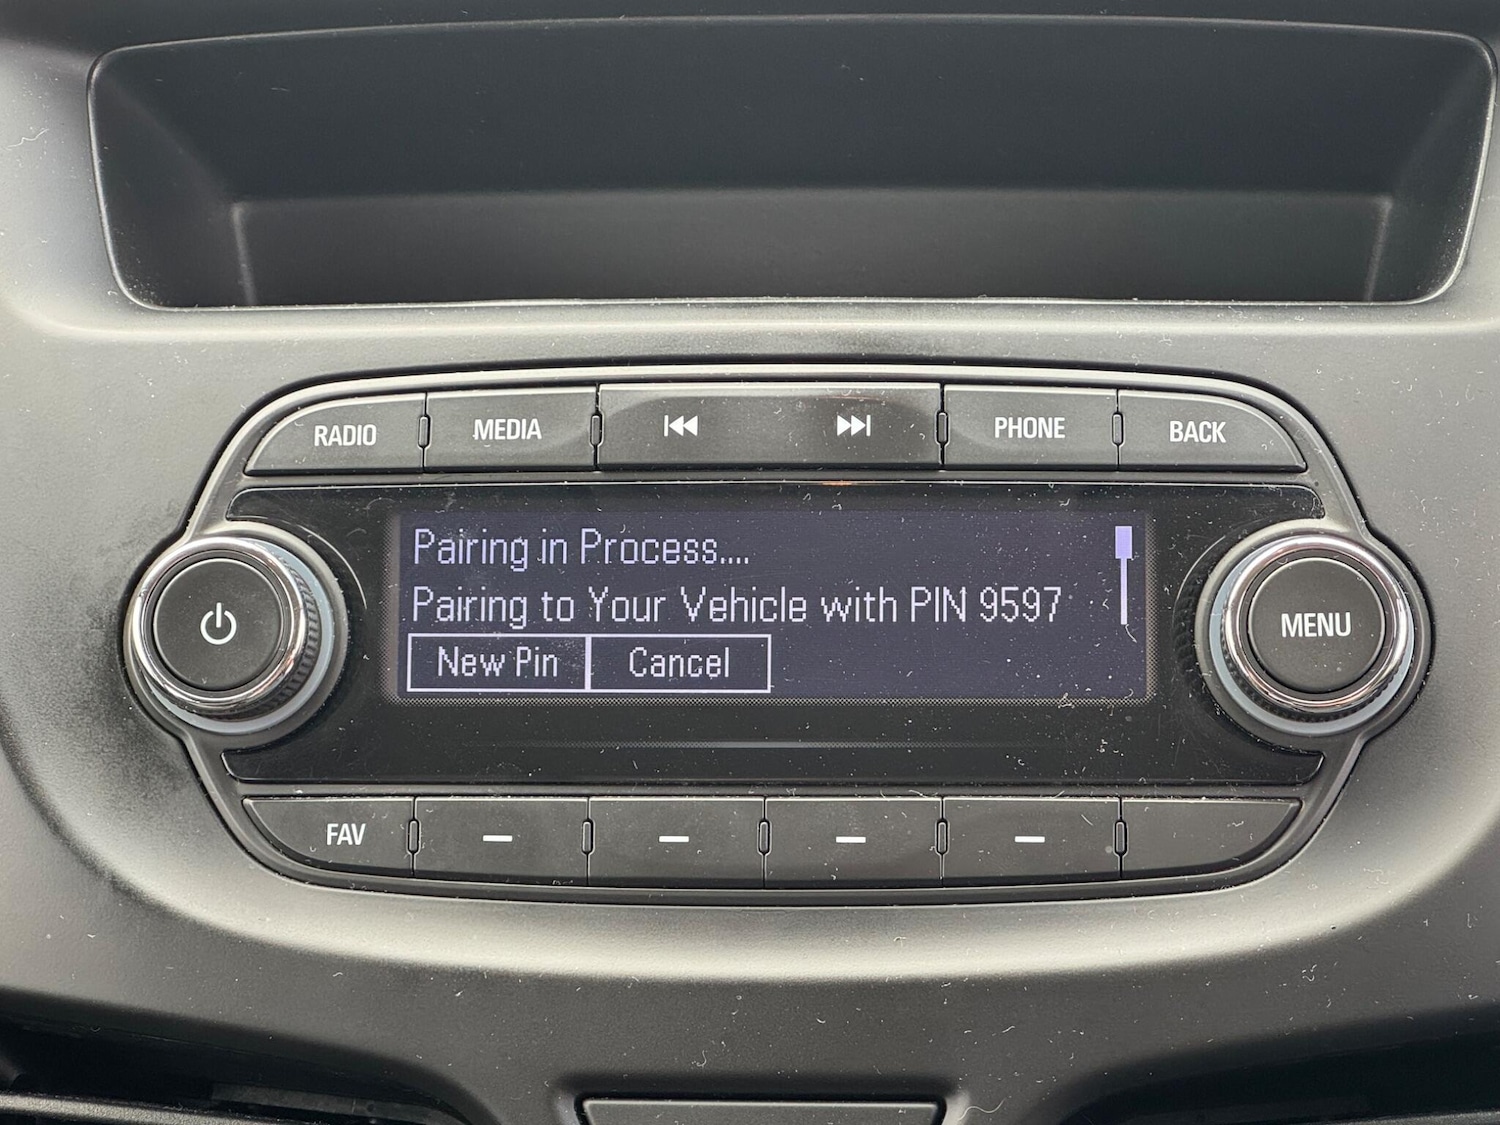 RADIO MEDIA PHONE BACK
Pairing in Process....
Pairing to Your Vehicle with PIN 9597
New Pin Cancel
MENU
FAV